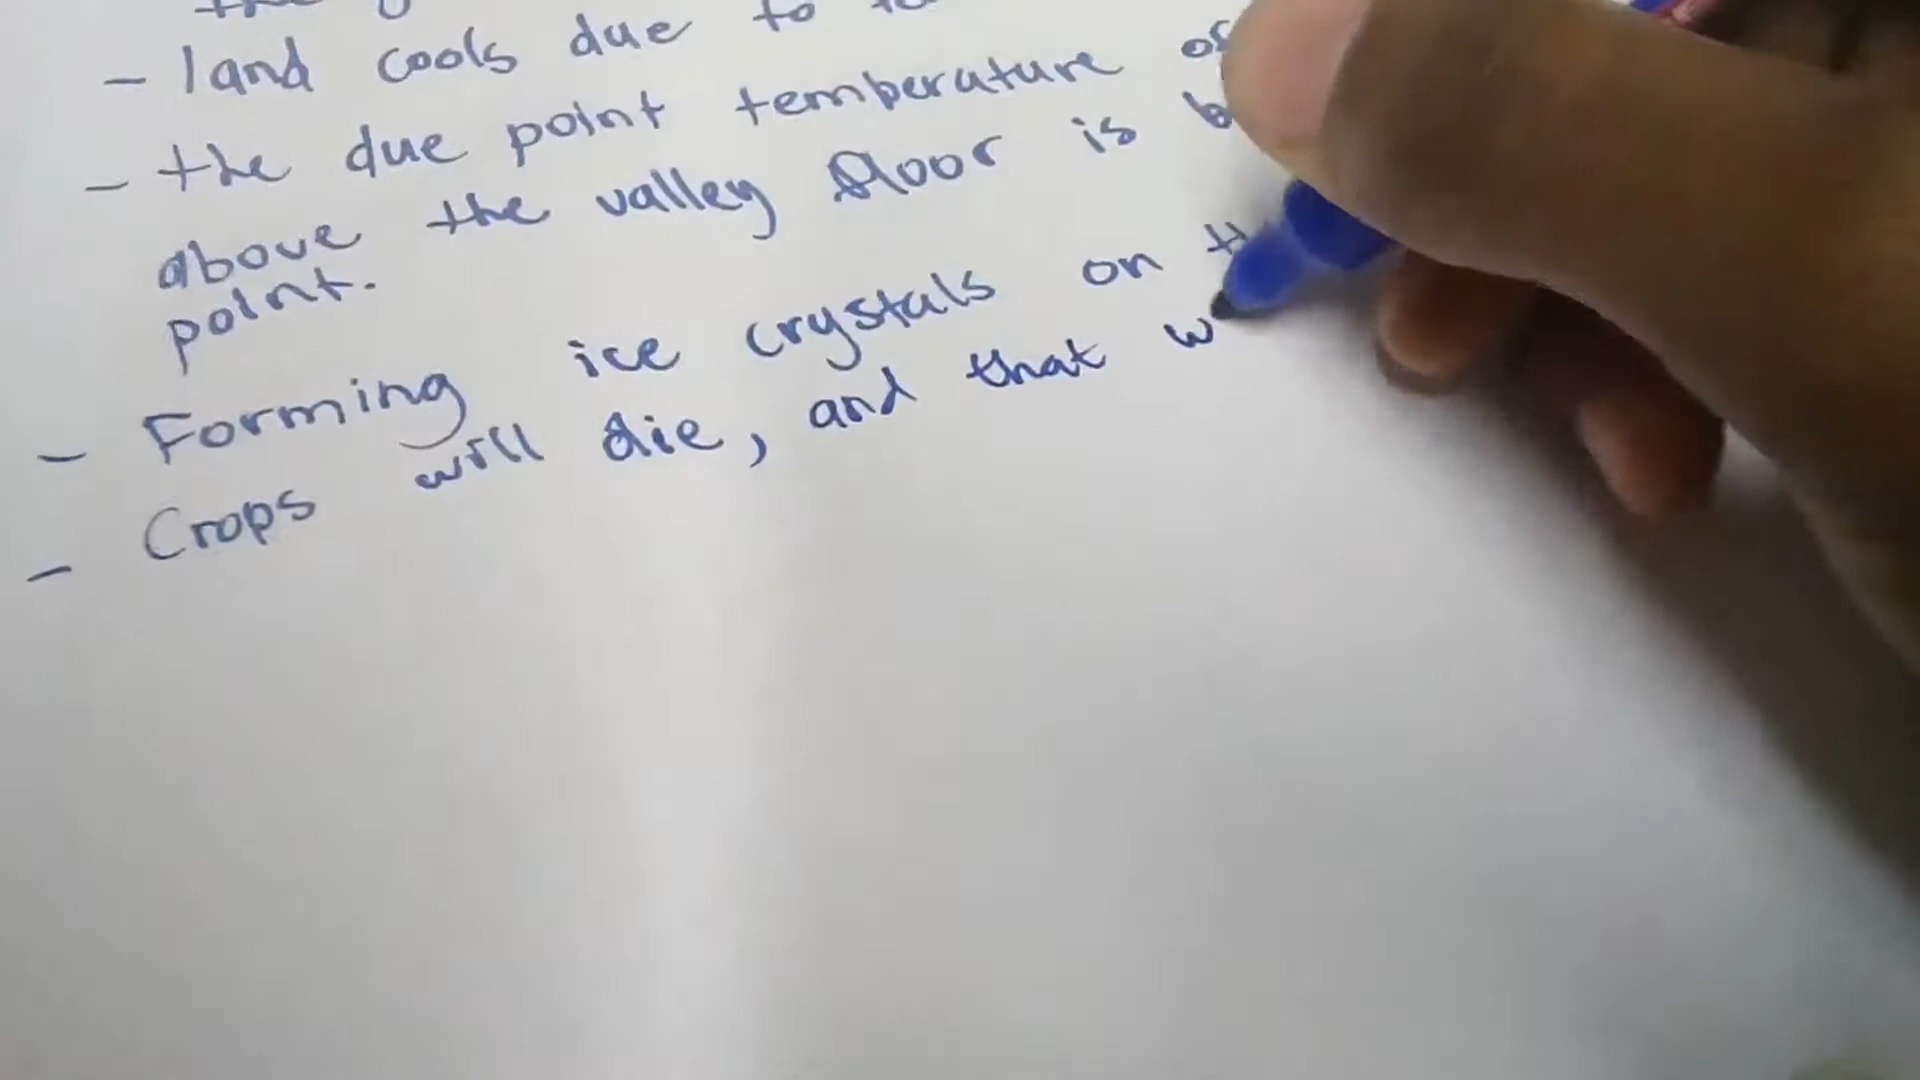 the
- land cools due to
- the due point temperature of
above the valley floor is
point.
- Forming ice crystals on
- Crops will die, and that